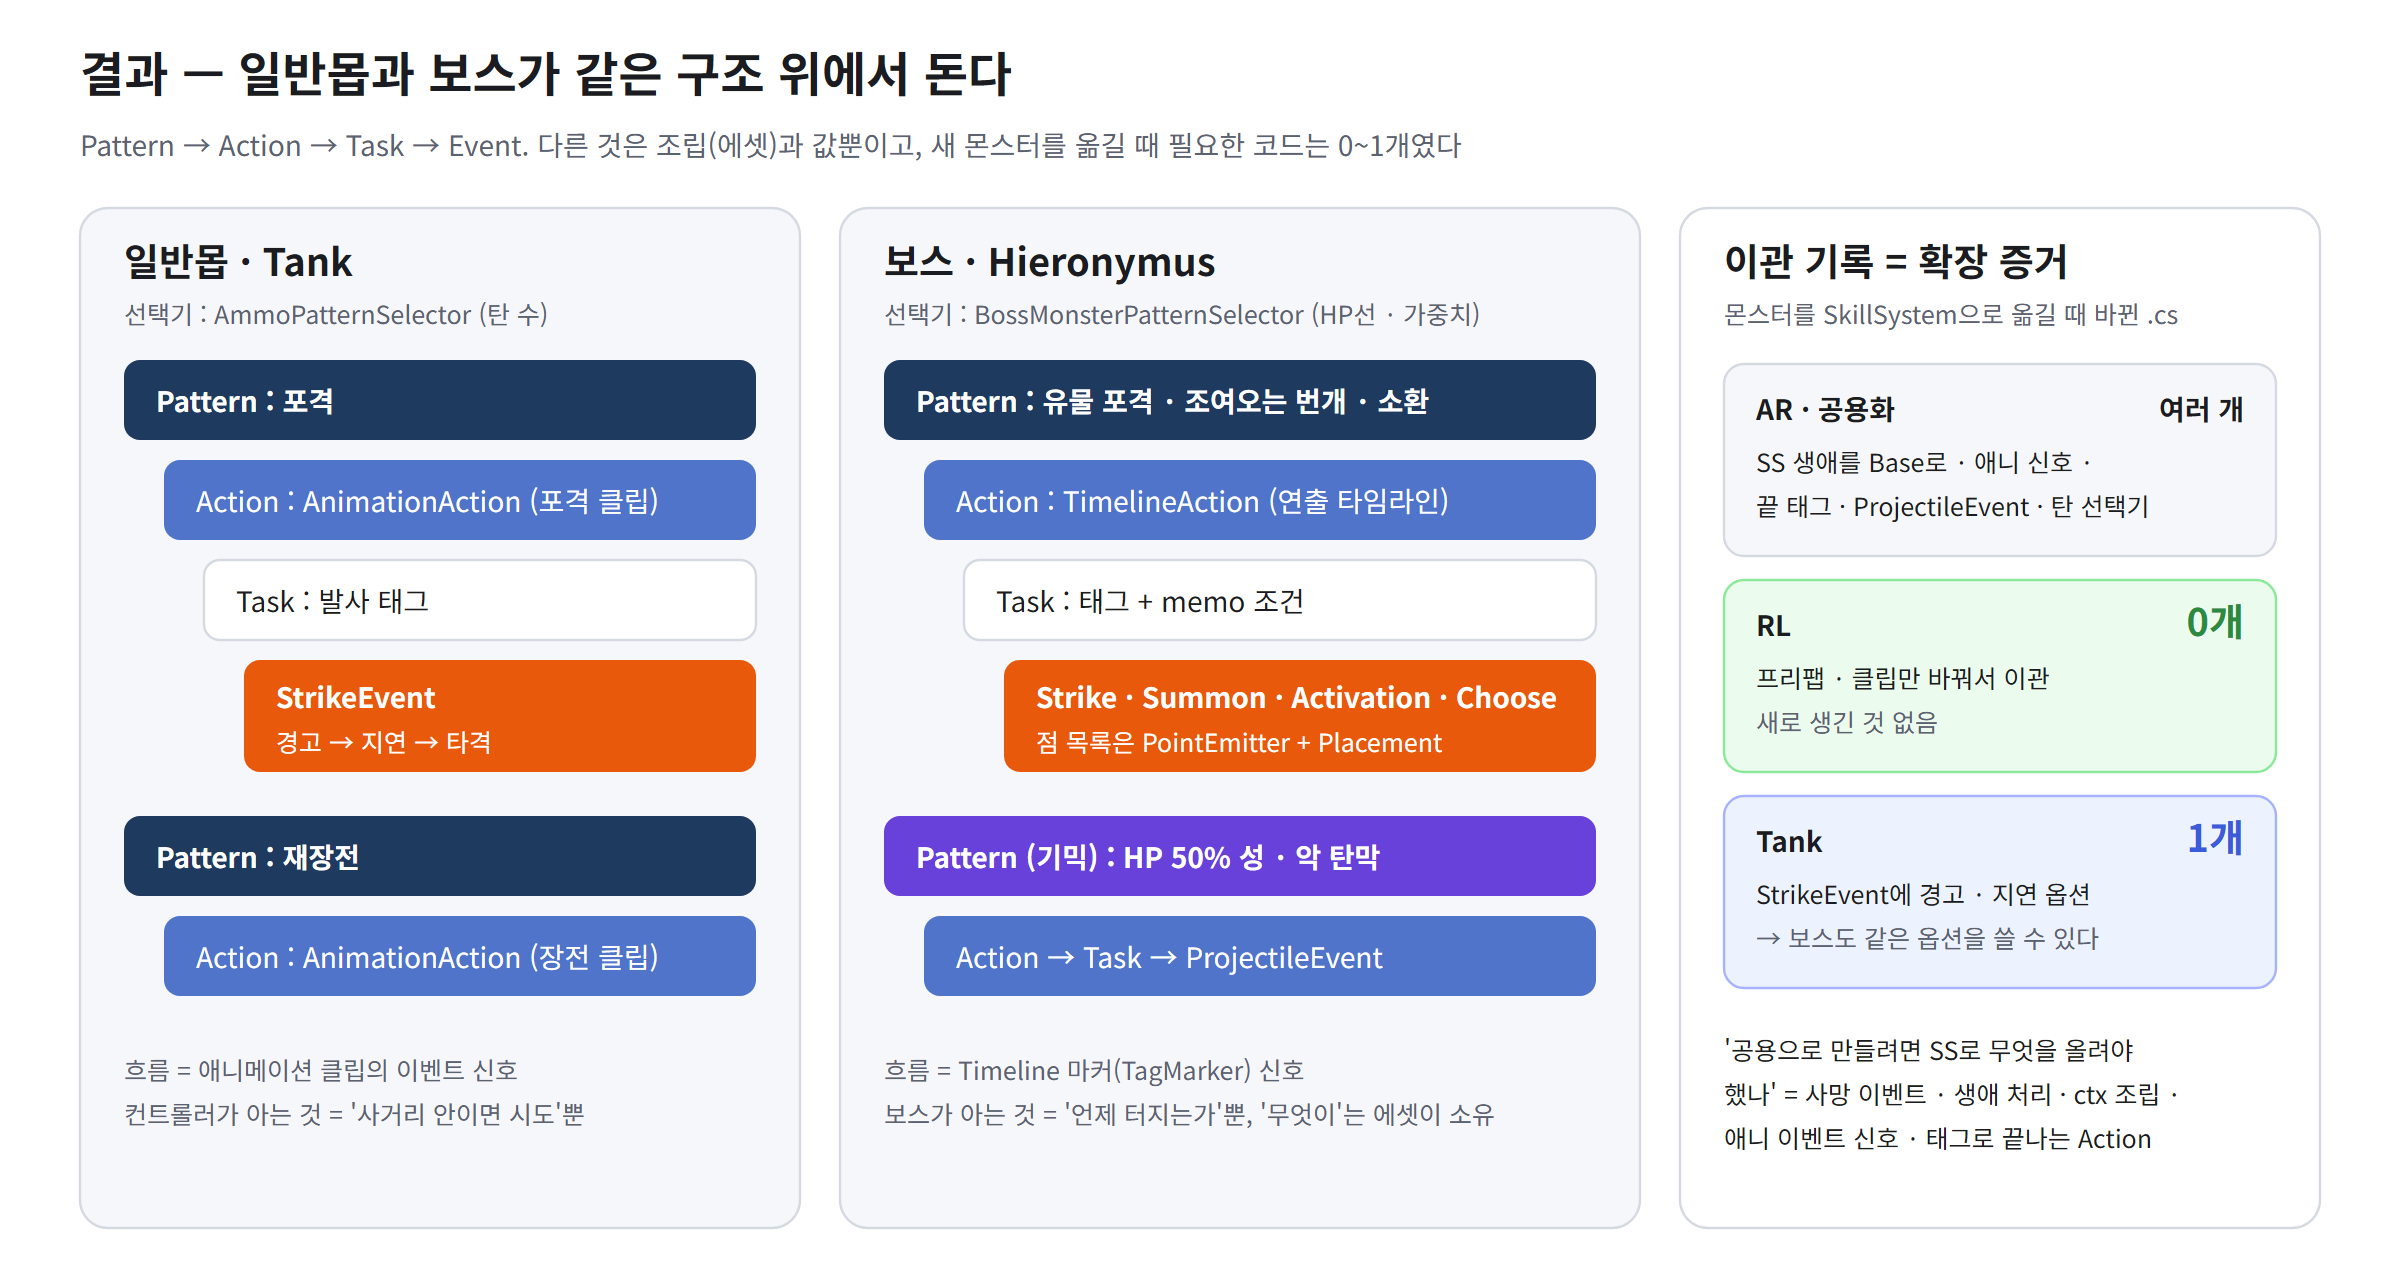 결과 — 일반몹과 보스가 같은 구조 위에서 돈다
Pattern → Action → Task → Event. 다른 것은 조립(에셋)과 값뿐이고, 새 몬스터를 옮길 때 필요한 코드는 0~1개였다
일반몹 · Tank
선택기 : AmmoPatternSelector (탄 수)
Pattern : 포격
Action : AnimationAction (포격 클립)
Task : 발사 태그
StrikeEvent
경고 → 지연 → 타격
Pattern : 재장전
Action : AnimationAction (장전 클립)
흐름 = 애니메이션 클립의 이벤트 신호
컨트롤러가 아는 것 = '사거리 안이면 시도'뿐
보스 · Hieronymus
선택기 : BossMonsterPatternSelector (HP선 · 가중치)
Pattern : 유물 포격 · 조여오는 번개 · 소환
Action : TimelineAction (연출 타임라인)
Task : 태그 + memo 조건
Strike · Summon · Activation · Choose
점 목록은 PointEmitter + Placement
Pattern (기믹) : HP 50% 성 · 악 탄막
Action → Task → ProjectileEvent
흐름 = Timeline 마커(TagMarker) 신호
보스가 아는 것 = '언제 터지는가'뿐, '무엇이'는 에셋이 소유
이관 기록 = 확장 증거
몬스터를 SkillSystem으로 옮길 때 바뀐 .cs
AR · 공용화 여러 개
SS 생애를 Base로 · 애니 신호 ·
끝 태그 · ProjectileEvent · 탄 선택기
RL 0개
프리팹 · 클립만 바꿔서 이관
새로 생긴 것 없음
Tank 1개
StrikeEvent에 경고 · 지연 옵션
→ 보스도 같은 옵션을 쓸 수 있다
'공용으로 만들려면 SS로 무엇을 올려야
했나' = 사망 이벤트 · 생애 처리 · ctx 조립 ·
애니 이벤트 신호 · 태그로 끝나는 Action